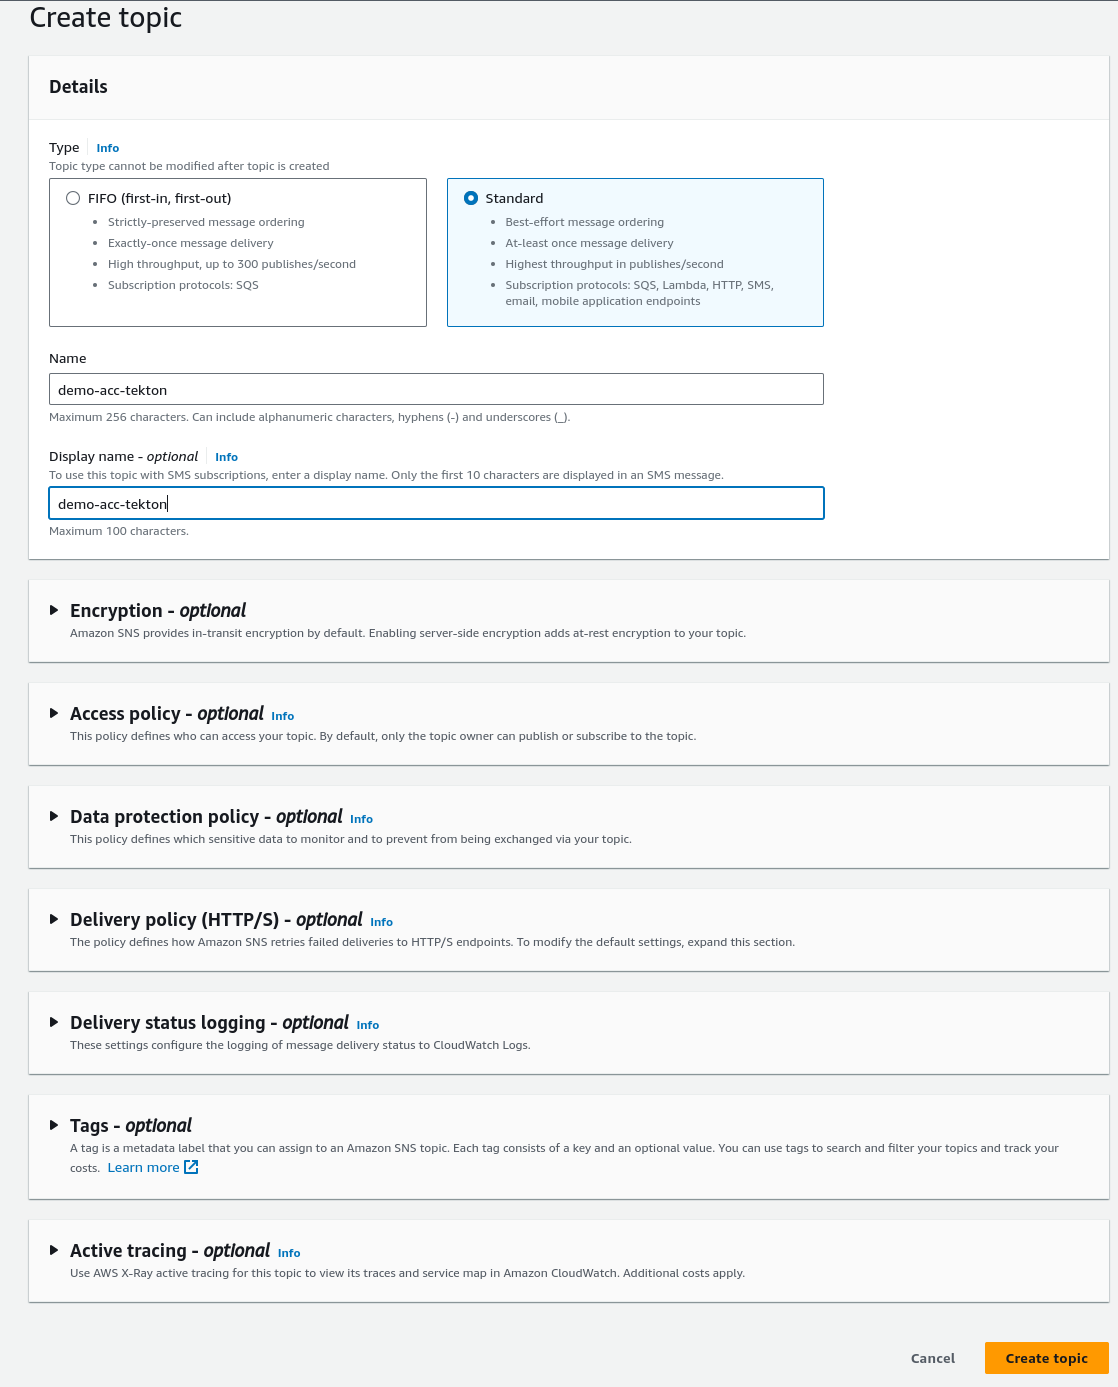 Create topic
Details
Type Info
Topic type cannot be modified after topic is created
FIFO (first-in, first-out)
• Strictly-preserved message ordering
• Exactly-once message delivery
• High throughput, up to 300 publishes/second
• Subscription protocols: SQS
Standard
• Best-effort message ordering
• At-least once message delivery
• Highest throughput in publishes/second
• Subscription protocols: SQS, Lambda, HTTP, SMS,
email, mobile application endpoints
Name
demo-acc-tekton
Maximum 256 characters. Can include alphanumeric characters, hyphens (-) and underscores (_).
Display name - optional Info
To use this topic with SMS subscriptions, enter a display name. Only the first 10 characters are displayed in an SMS message.
demo-acc-tekton
Maximum 100 characters.
Encryption - optional
Amazon SNS provides in-transit encryption by default. Enabling server-side encryption adds at-rest encryption to your topic.
Access policy - optional Info
This policy defines who can access your topic. By default, only the topic owner can publish or subscribe to the topic.
Data protection policy - optional Info
This policy defines which sensitive data to monitor and to prevent from being exchanged via your topic.
Delivery policy (HTTP/S) - optional Info
The policy defines how Amazon SNS retries failed deliveries to HTTP/S endpoints. To modify the default settings, expand this section.
Delivery status logging - optional Info
These settings configure the logging of message delivery status to CloudWatch Logs.
Tags - optional
A tag is a metadata label that you can assign to an Amazon SNS topic. Each tag consists of a key and an optional value. You can use tags to search and filter your topics and track your
costs. Learn more
Active tracing - optional Info
Use AWS X-Ray active tracing for this topic to view its traces and service map in Amazon CloudWatch. Additional costs apply.
Cancel Create topic